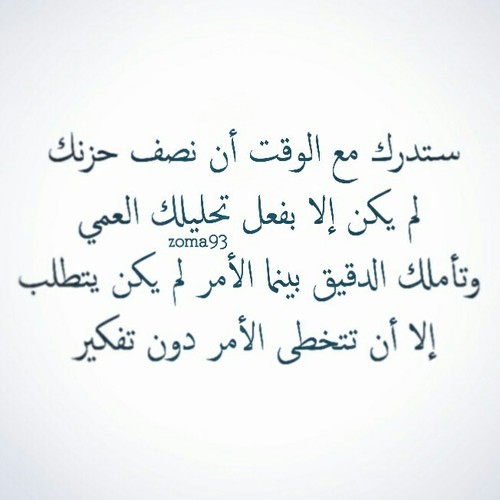 ستدرك مع الوقت أن نصف حزنك
لم يكن إلا بفعل تحليلك العمي
zoma93
وتأملك الدقيق بينما الأمر لم يكن يتطلب
إلا أن تتخطى الأمر دون تفكير